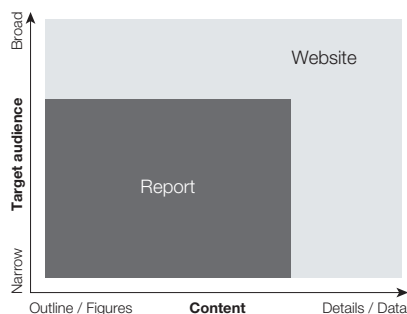 Broad
Website
Target audience
Report
Narrow
Outline / Figures
Content
Details / Data